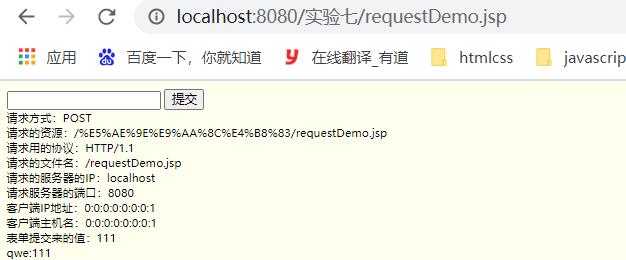 localhost:8080/实验七/requestDemo.jsp
应用 百度一下，你就知道 在线翻译_有道 htmlcss javascrip
提交
请求方式：POST
请求的资源：/%E5%AE%9E%E9%AA%8C%E4%B8%83/requestDemo.jsp
请求用的协议：HTTP/1.1
请求的文件名：/requestDemo.jsp
请求的服务器的IP：localhost
请求服务器的端口：8080
客户端IP地址：0:0:0:0:0:0:0:1
客户端主机名：0:0:0:0:0:0:0:1
表单提交来的值：111
qwe:111